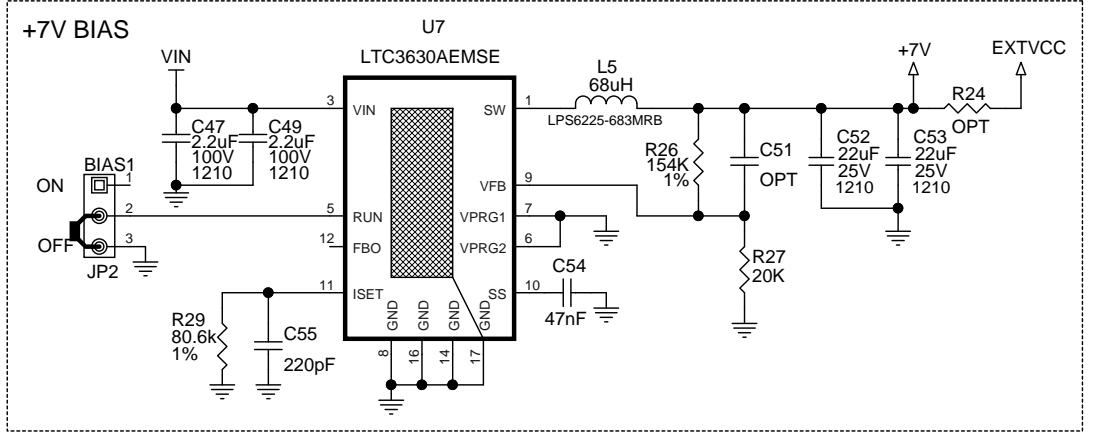 +7V BIAS
U7
LTC3630AEMSE
VIN
+7V
EXTVCC
L5
68uH
LPS6225-683MRB
R24
OPT
3
VIN
SW
1
C47
2.2uF
100V
1210
C49
2.2uF
100V
1210
R26
154K
1%
C51
OPT
C52
22uF
25V
1210
C53
22uF
25V
1210
BIAS1
ON
1
2
OFF
3
JP2
5
RUN
12
FBO
11
ISET
VFB
9
VPRG1
7
VPRG2
6
SS
10
C54
47nF
R27
20K
R29
80.6k
1%
C55
220pF
GND
GND
GND
GND
8
16
14
17